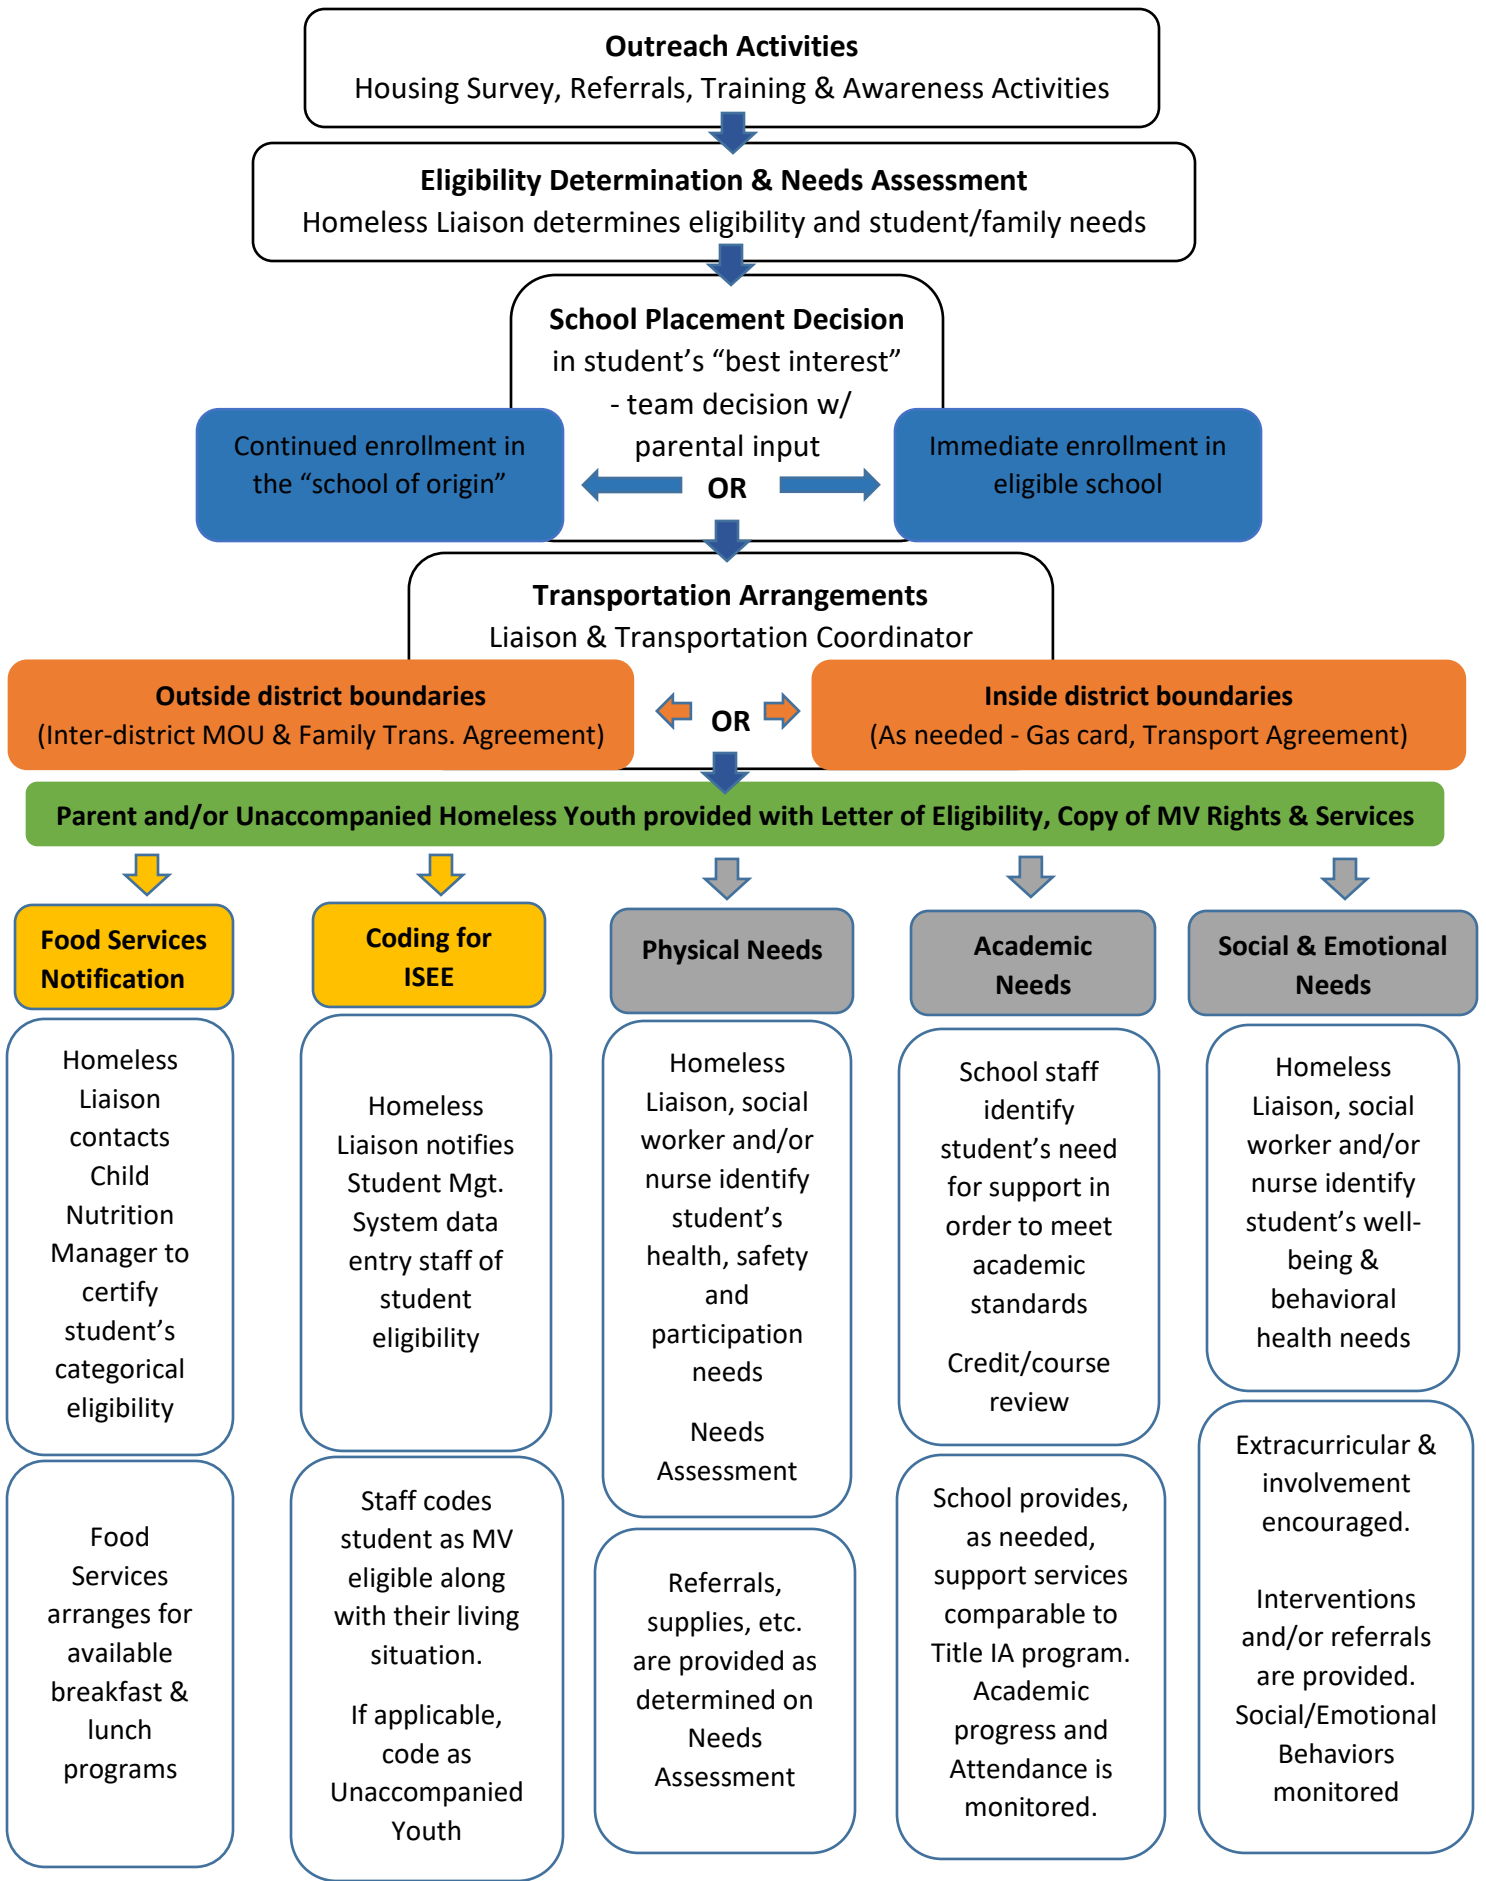 Outreach Activities
Housing Survey, Referrals, Training & Awareness Activities
Eligibility Determination & Needs Assessment
Homeless Liaison determines eligibility and student/family needs
School Placement Decision
in student’s “best interest”
- team decision w/
parental input
OR
Continued enrollment in
the “school of origin”
Immediate enrollment in
eligible school
Transportation Arrangements
Liaison & Transportation Coordinator
Outside district boundaries
(Inter-district MOU & Family Trans. Agreement)
OR
Inside district boundaries
(As needed - Gas card, Transport Agreement)
Parent and/or Unaccompanied Homeless Youth provided with Letter of Eligibility, Copy of MV Rights & Services
Food Services
Notification
Homeless
Liaison
contacts
Child
Nutrition
Manager to
certify
student’s
categorical
eligibility
Food
Services
arranges for
available
breakfast &
lunch
programs
Coding for
ISEE
Homeless
Liaison notifies
Student Mgt.
System data
entry staff of
student
eligibility
Staff codes
student as MV
eligible along
with their living
situation.
If applicable,
code as
Unaccompanied
Youth
Physical Needs
Homeless
Liaison, social
worker and/or
nurse identify
student’s
health, safety
and
participation
needs
Needs
Assessment
Referrals,
supplies, etc.
are provided as
determined on
Needs
Assessment
Academic
Needs
School staff
identify
student’s need
for support in
order to meet
academic
standards
Credit/course
review
School provides,
as needed,
support services
comparable to
Title IA program.
Academic
progress and
Attendance is
monitored.
Social & Emotional
Needs
Homeless
Liaison, social
worker and/or
nurse identify
student’s well-
being &
behavioral
health needs
Extracurricular &
involvement
encouraged.
Interventions
and/or referrals
are provided.
Social/Emotional
Behaviors
monitored